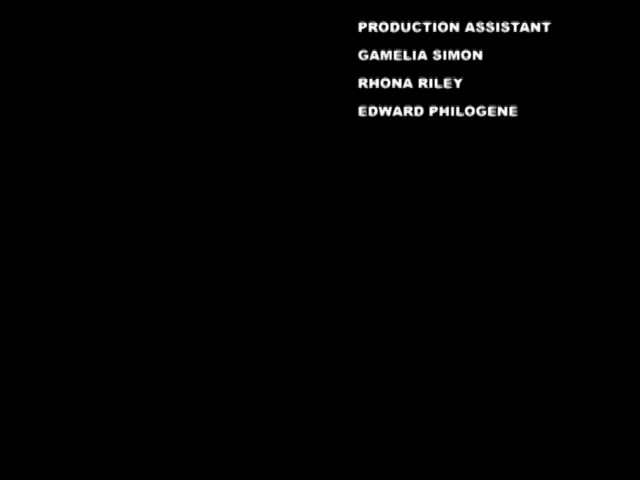 PRODUCTION ASSISTANT
GAMELIA SIMON
RHONA RILEY
EDWARD PHILOGENE